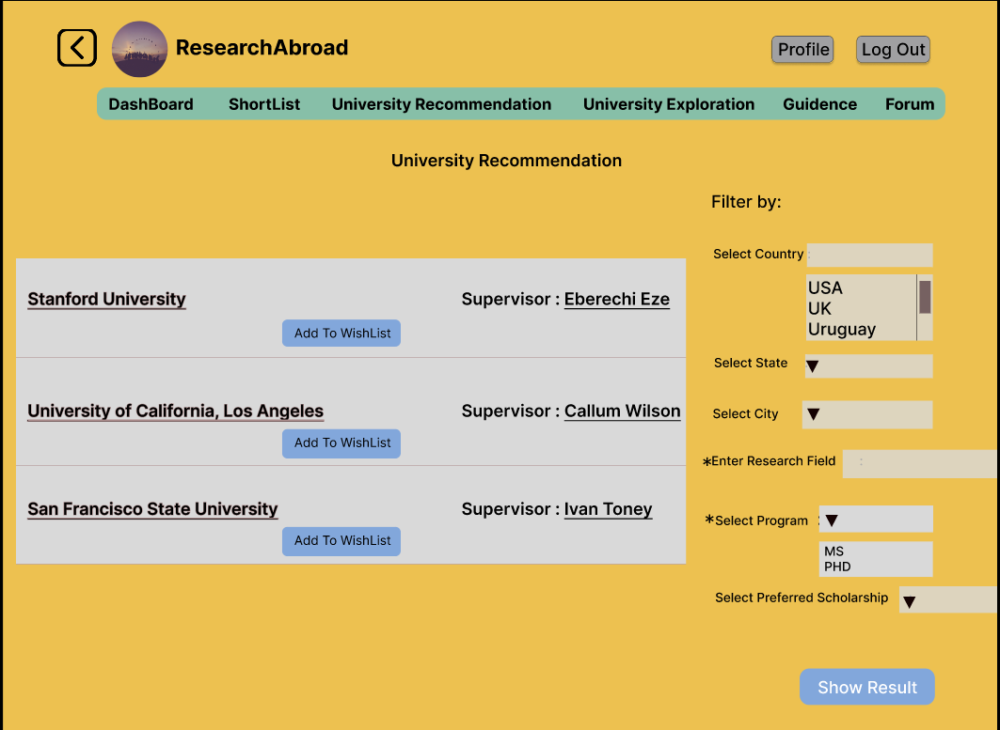 ResearchAbroad
Profile
Log Out
DashBoard
ShortList
University Recommendation
University Exploration
Guidence
Forum
University Recommendation
Filter by:
Stanford University
Supervisor : Eberechi Eze
Add To WishList
University of California, Los Angeles
Supervisor : Callum Wilson
Add To WishList
San Francisco State University
Supervisor : Ivan Toney
Add To WishList
Select Country :
USA
UK
Uruguay
Select State
Select City
*Enter Research Field :
*Select Program :
MS
PHD
Select Preferred Scholarship
Show Result